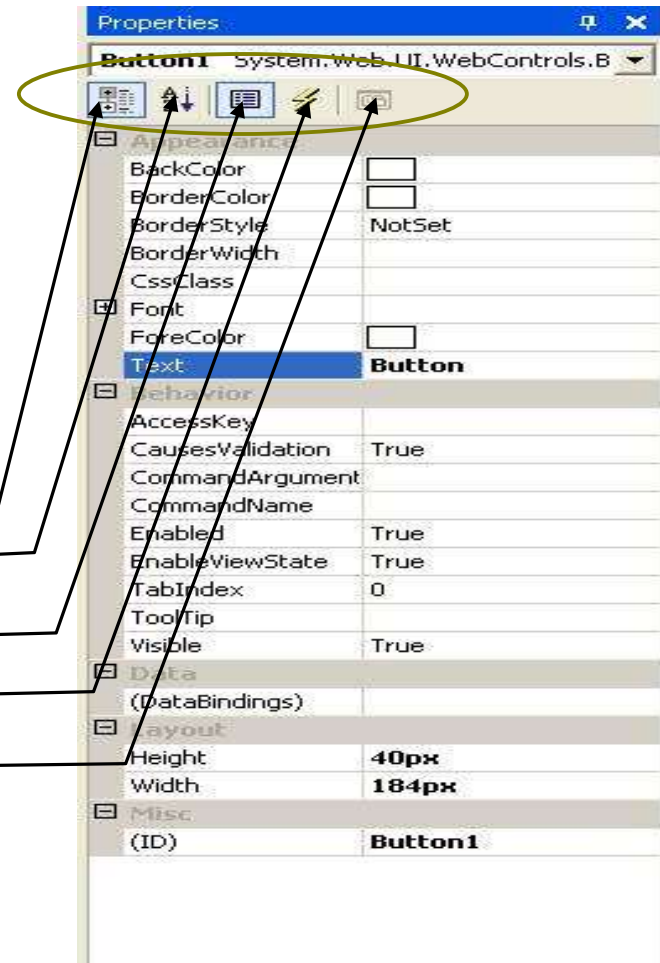 Properties
Button1 System.Web.UI.WebControls.B
Appearance
BackColor
BorderColor
BorderStyle NotSet
BorderWidth
CssClass
Font
ForeColor
Text Button
Behavior
AccessKey
CausesValidation True
CommandArgument
CommandName
Enabled True
EnableViewState True
TabIndex 0
ToolTip
Visible True
Data
(DataBindings)
Layout
Height 40px
Width 184px
Misc
(ID) Button1